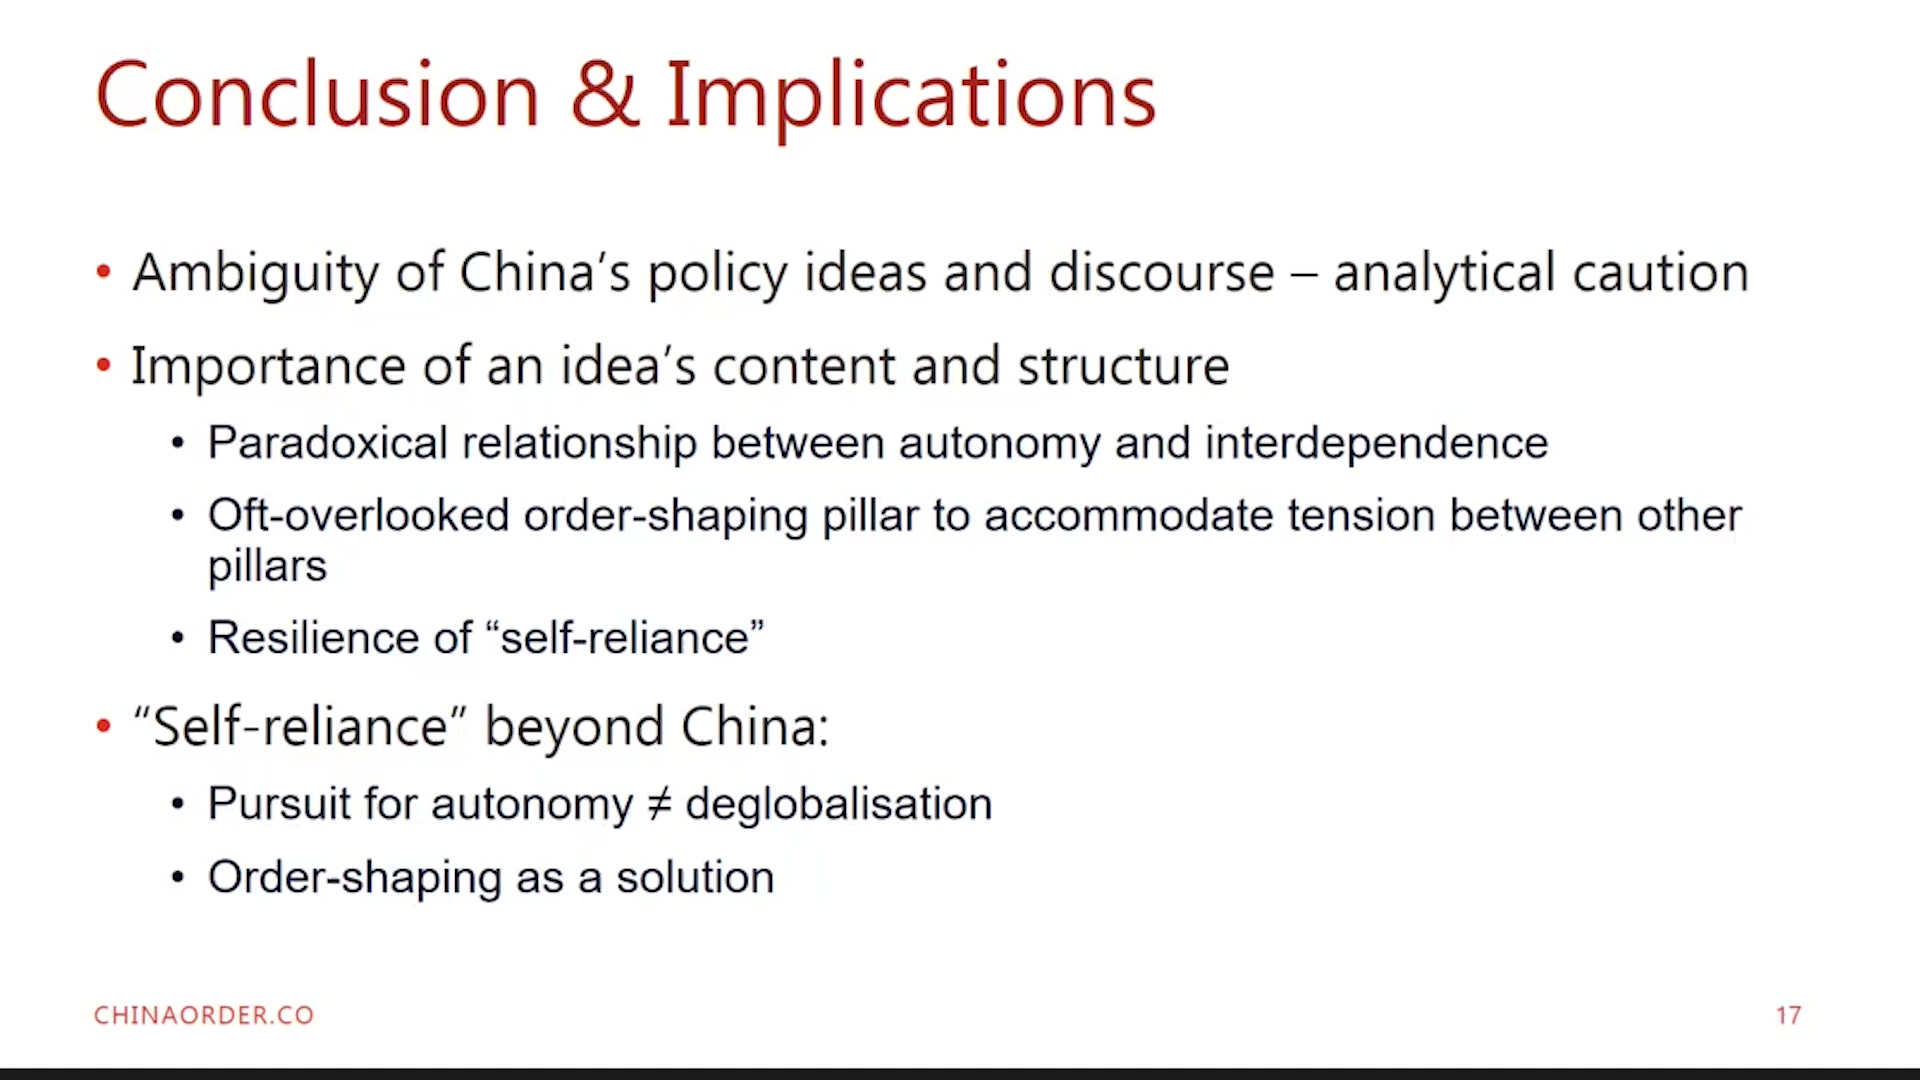 Conclusion & Implications
• Ambiguity of China’s policy ideas and discourse – analytical caution
• Importance of an idea’s content and structure
• Paradoxical relationship between autonomy and interdependence
• Oft-overlooked order-shaping pillar to accommodate tension between other
pillars
• Resilience of “self-reliance”
• “Self-reliance” beyond China:
• Pursuit for autonomy ≠ deglobalisation
• Order-shaping as a solution
CHINAORDER.CO
17